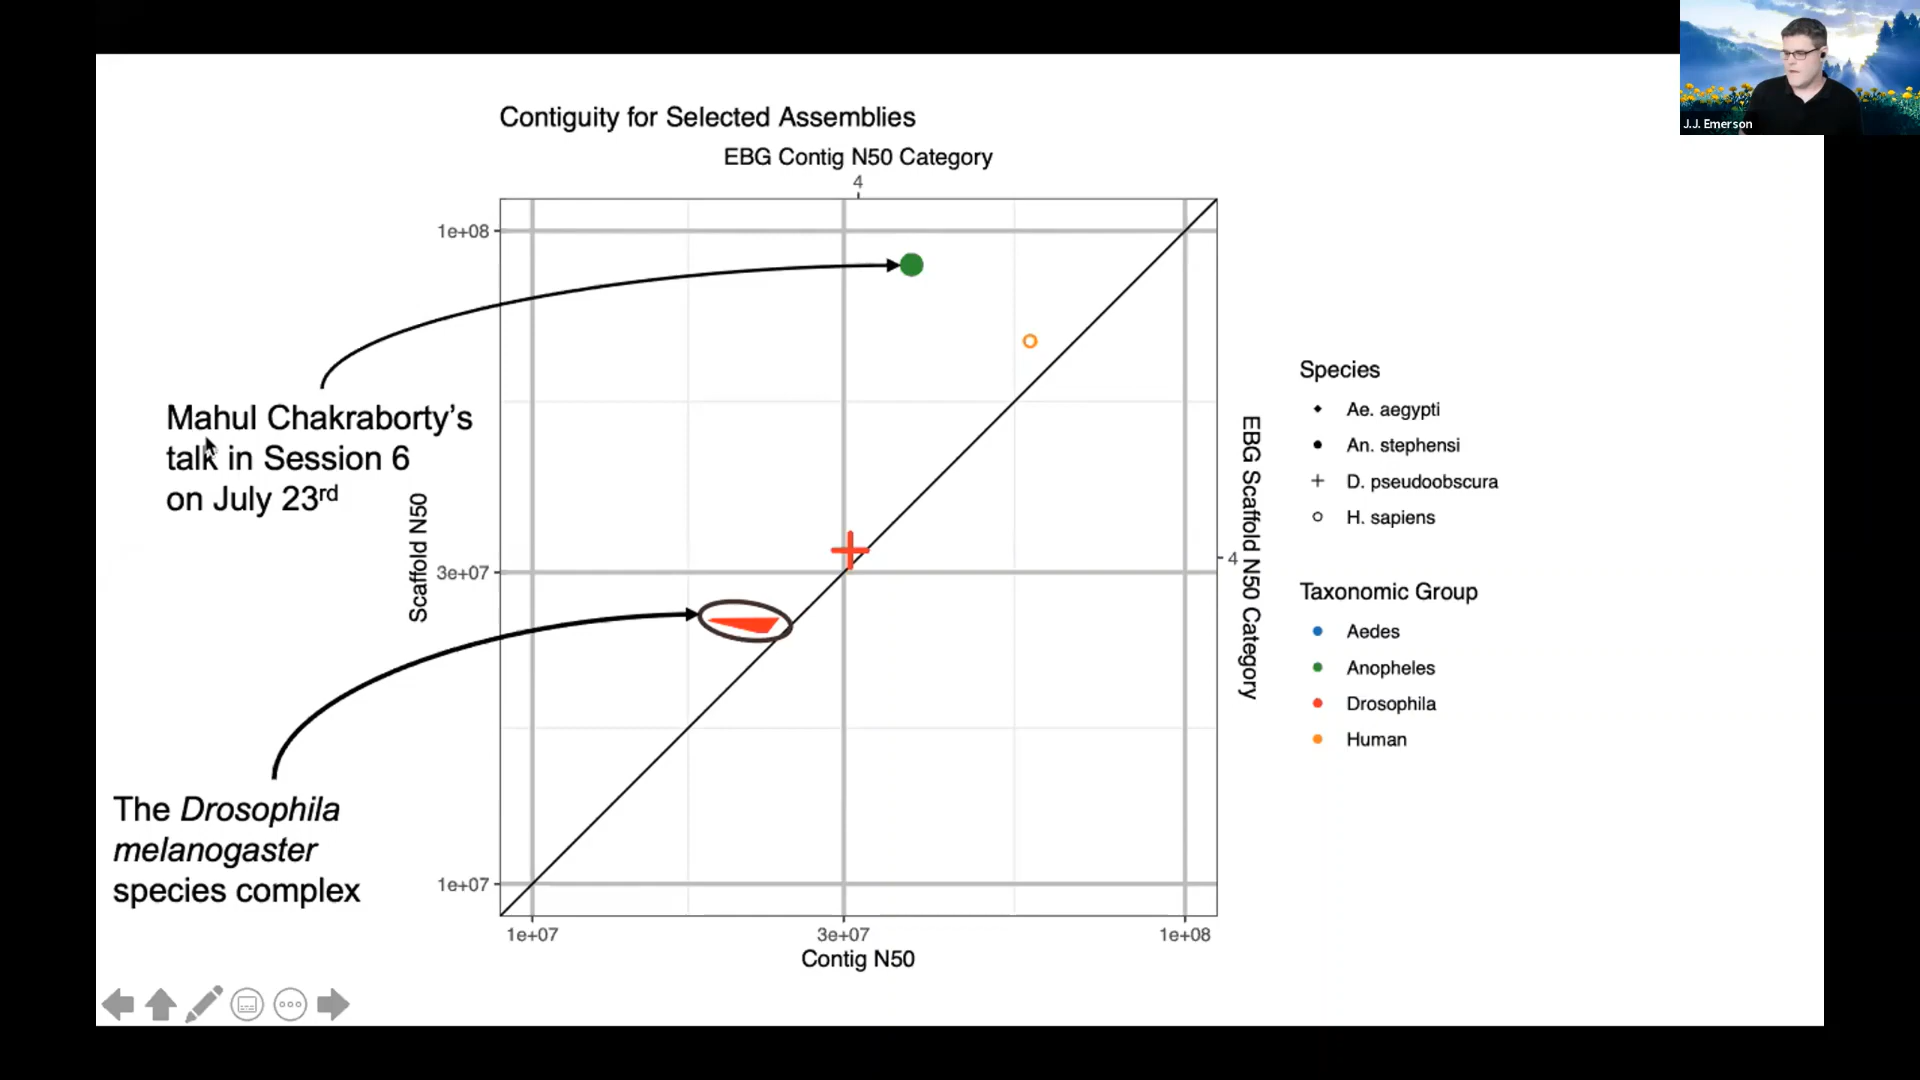 J.J. Emerson
Contiguity for Selected Assemblies
EBG Contig N50 Category
4
1e+08
3e+07
1e+07
Scaffold N50
Mahul Chakraborty’s
talk in Session 6
on July 23rd
The Drosophila
melanogaster
species complex
1e+07
3e+07
1e+08
Contig N50
4
EBG Scaffold N50 Category
Species
Ae. aegypti
An. stephensi
D. pseudoobscura
H. sapiens
Taxonomic Group
Aedes
Anopheles
Drosophila
Human